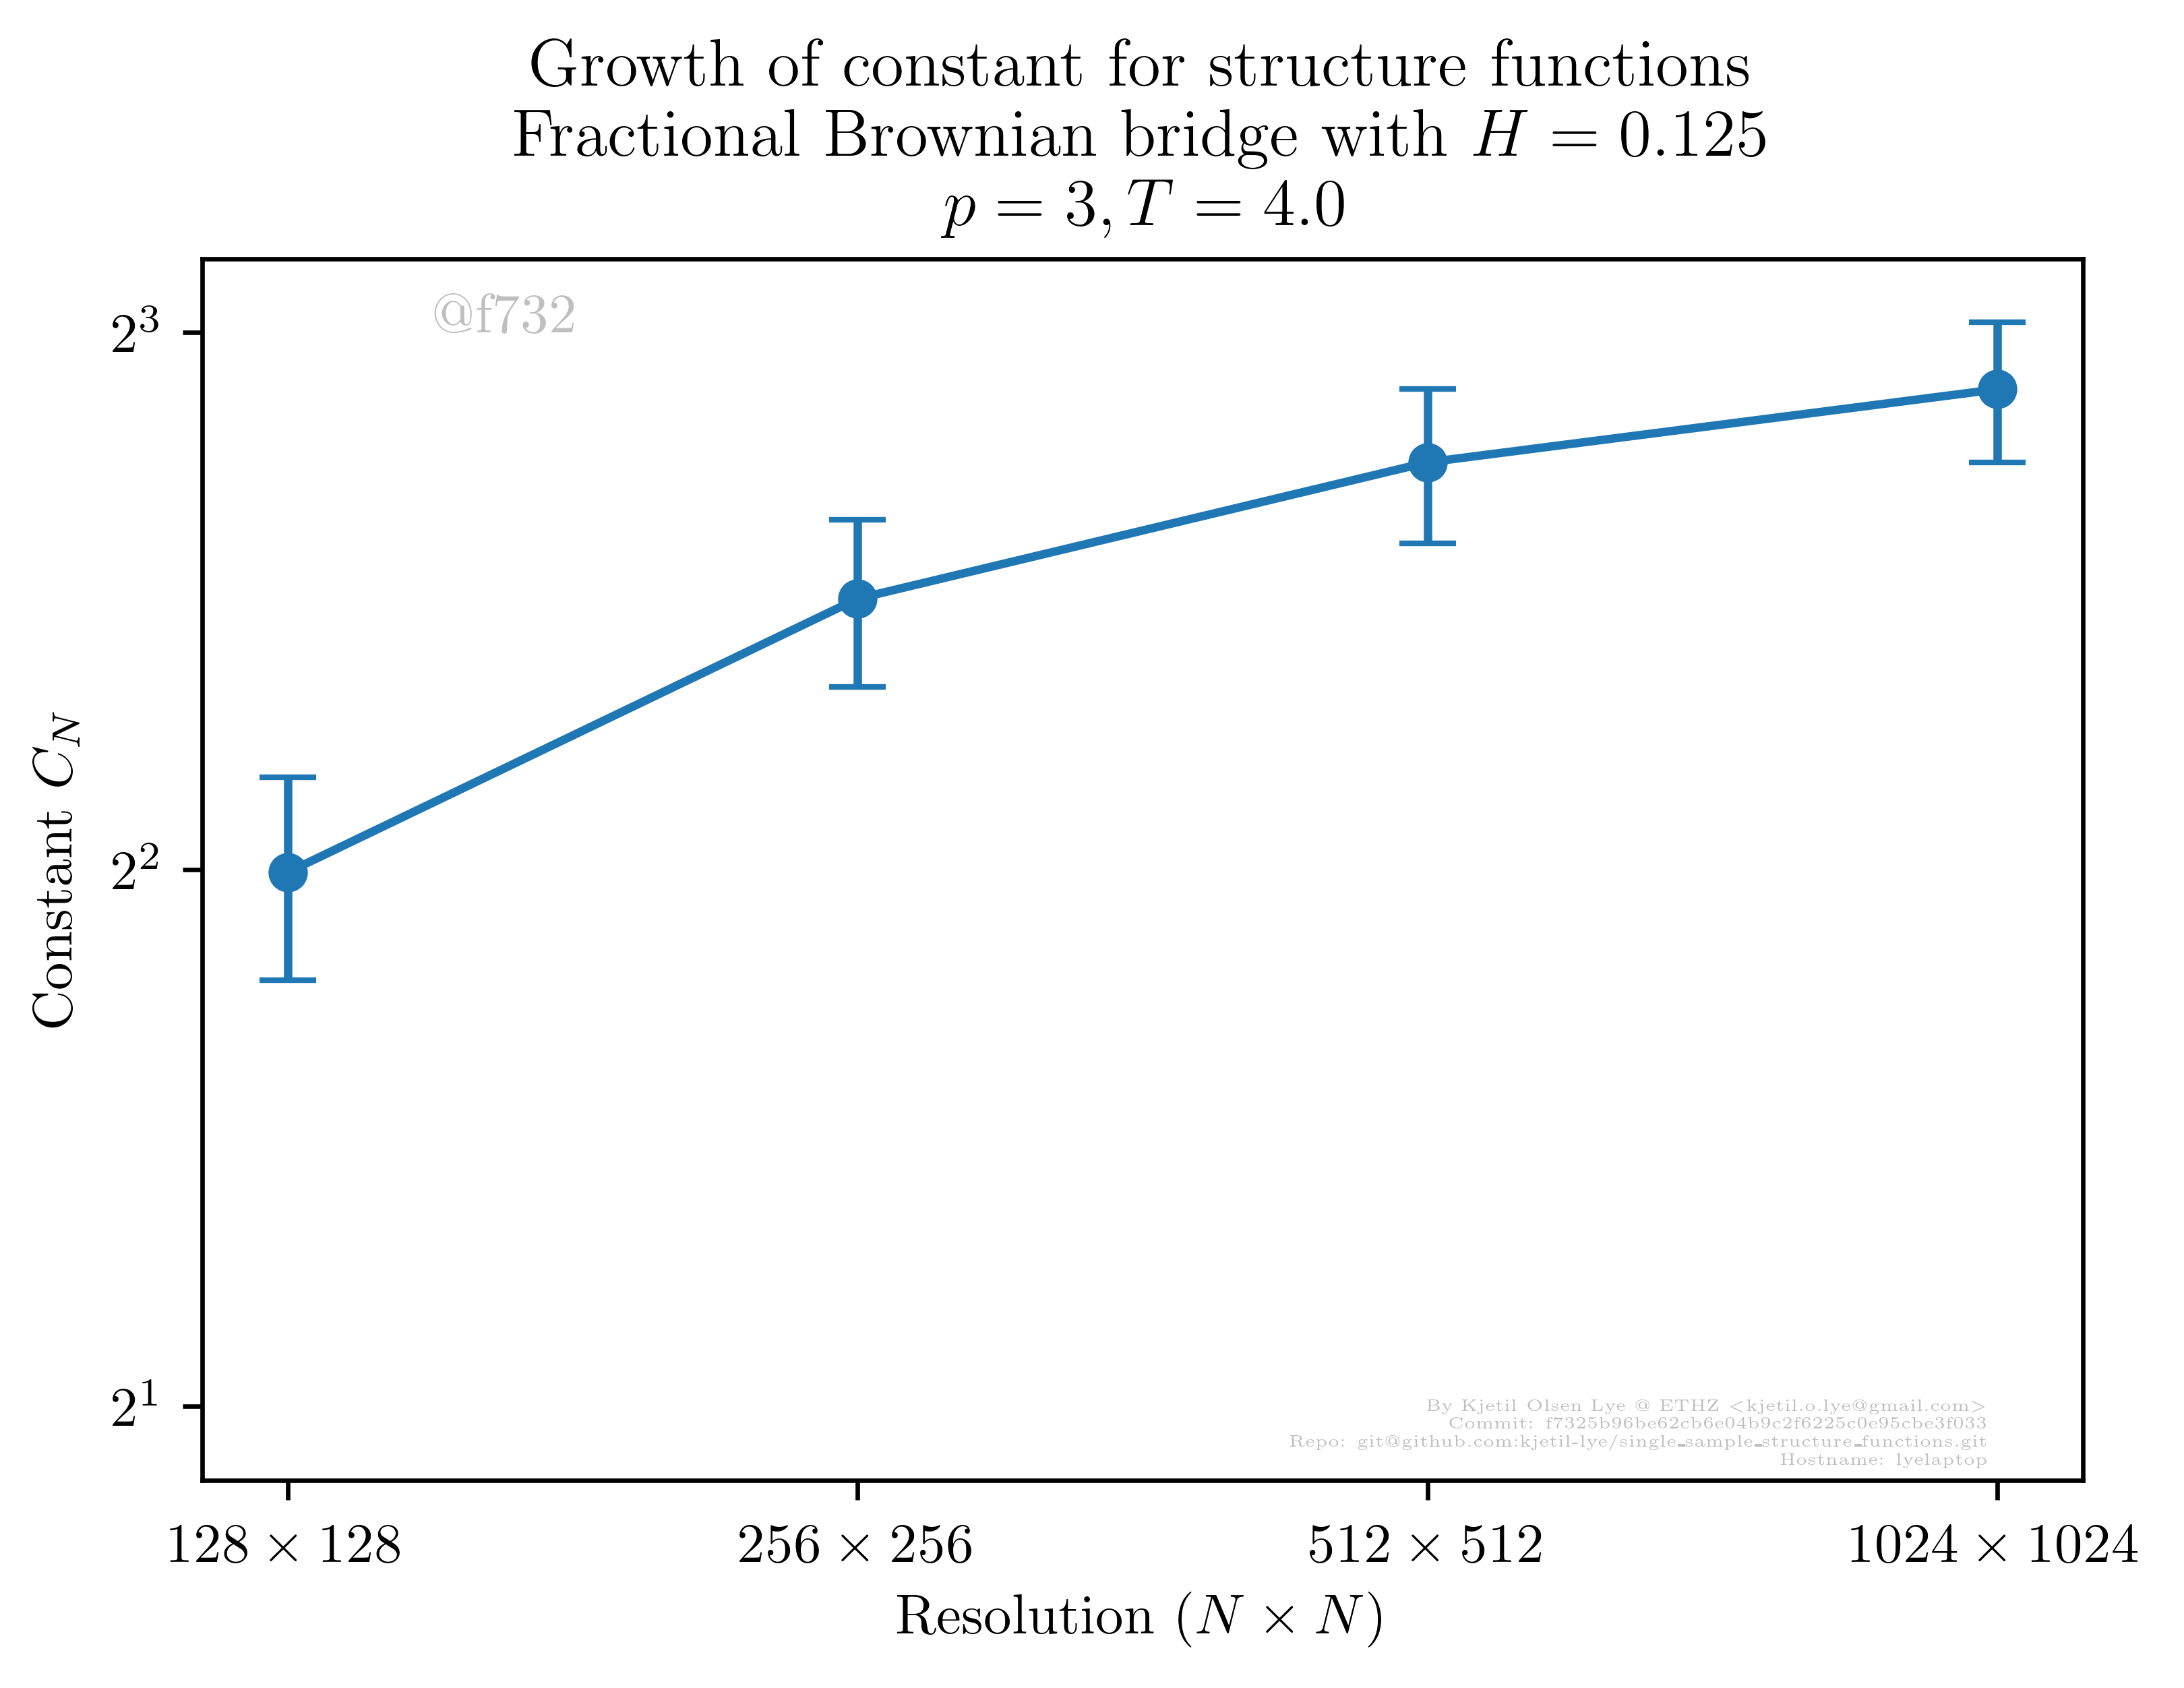 Growth of constant for structure functions
Fractional Brownian bridge with H = 0.125
p = 3, T = 4.0
@f732
2³
2²
2¹
Constant C_N
By Kjetil Olsen Lye @ ETHZ <kjetil.o.lye@gmail.com>
Commit: f7325b96be62cb6e04b9c2f6225c0e95cbe3f033
Repo: git@github.com:kjetil-lye/single_sample_structure_functions.git
Hostname: lyelaptop
128 × 128
256 × 256
512 × 512
1024 × 1024
Resolution (N × N)